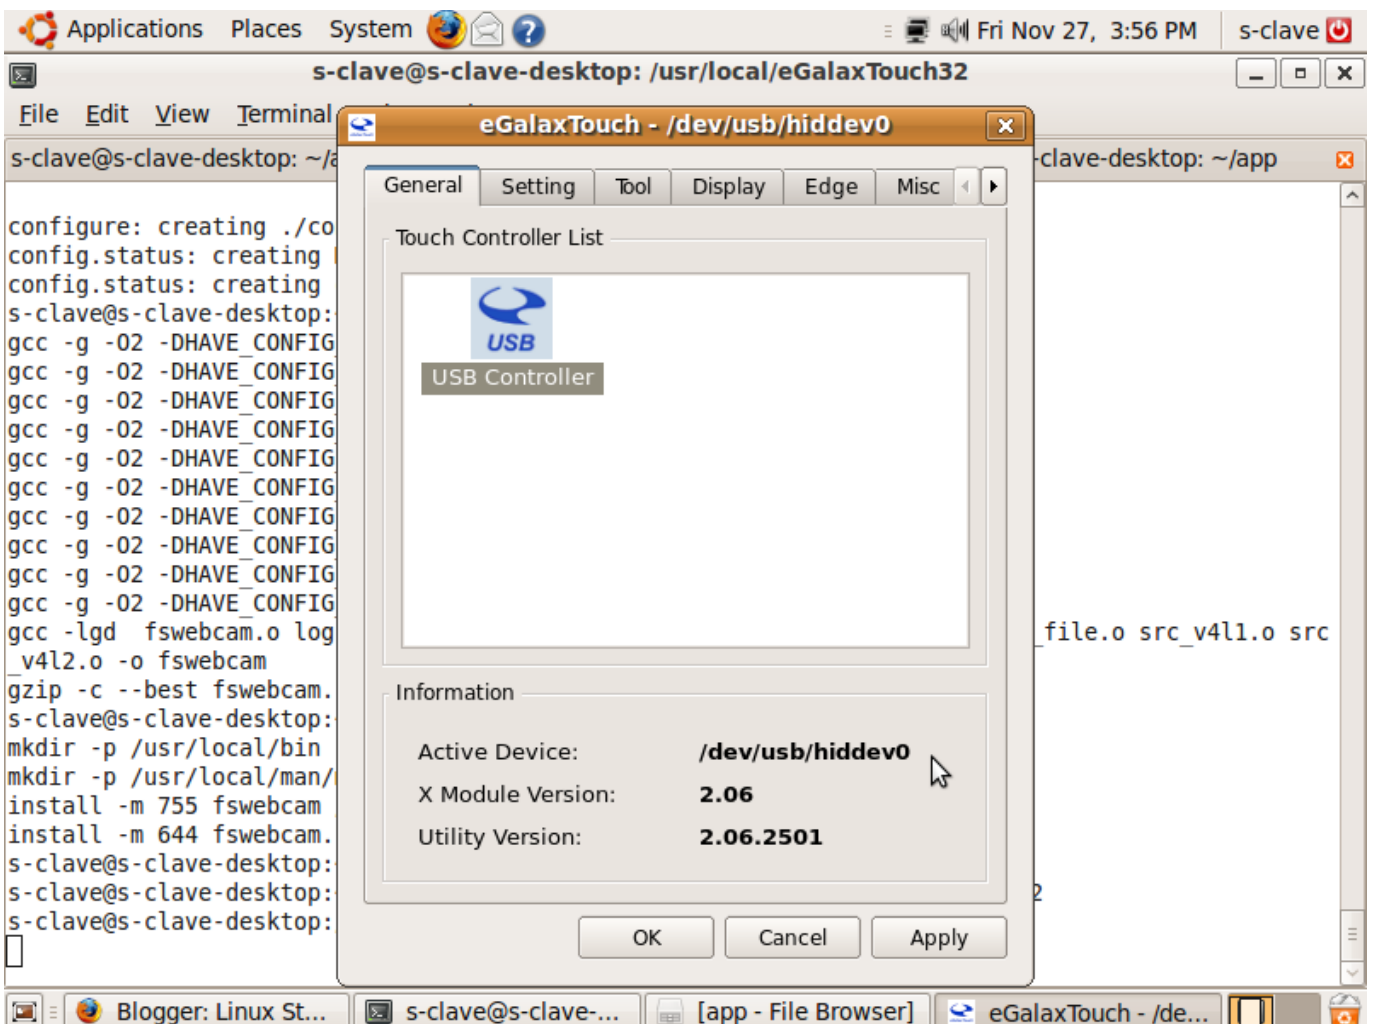 Applications Places System Fri Nov 27, 3:56 PM s-clave
s-clave@s-clave-desktop: /usr/local/eGalaxTouch32
File Edit View Terminal
s-clave@s-clave-desktop: ~/a
-clave-desktop: ~/app
configure: creating ./co
config.status: creating
config.status: creating
s-clave@s-clave-desktop:
gcc -g -O2 -DHAVE_CONFIG
gcc -g -O2 -DHAVE_CONFIG
gcc -g -O2 -DHAVE_CONFIG
gcc -g -O2 -DHAVE_CONFIG
gcc -g -O2 -DHAVE_CONFIG
gcc -g -O2 -DHAVE_CONFIG
gcc -g -O2 -DHAVE_CONFIG
gcc -g -O2 -DHAVE_CONFIG
gcc -g -O2 -DHAVE_CONFIG
gcc -g -O2 -DHAVE_CONFIG
gcc -lgd  fswebcam.o log _file.o src_v4l1.o src
_v4l2.o -o fswebcam
gzip -c --best fswebcam.
s-clave@s-clave-desktop:
mkdir -p /usr/local/bin
mkdir -p /usr/local/man/
install -m 755 fswebcam
install -m 644 fswebcam.
s-clave@s-clave-desktop:
s-clave@s-clave-desktop: 2
s-clave@s-clave-desktop:
eGalaxTouch - /dev/usb/hiddev0
General Setting Tool Display Edge Misc
Touch Controller List
USB
USB Controller
Information
Active Device: /dev/usb/hiddev0
X Module Version: 2.06
Utility Version: 2.06.2501
OK Cancel Apply
Blogger: Linux St... s-clave@s-clave-... [app - File Browser] eGalaxTouch - /de...